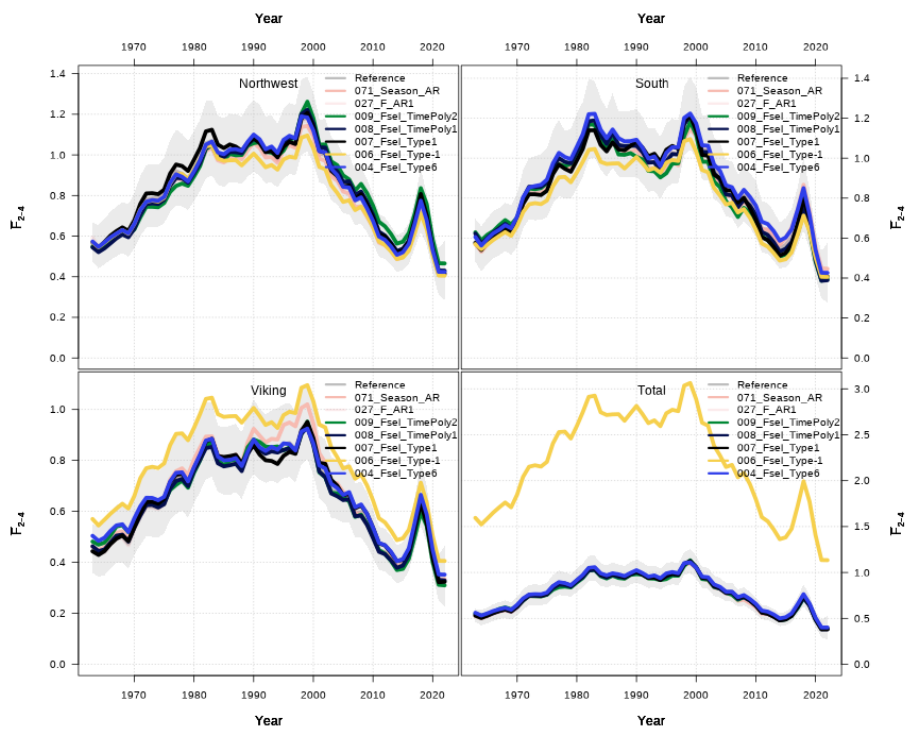 Year Year
1970 1980 1990 2000 2010 2020 1970 1980 1990 2000 2010 2020
Northwest
Reference
071_Season_AR
027_F_AR1
009_Fsel_TimePoly2
008_Fsel_TimePoly1
007_Fsel_Type1
006_Fsel_Type-1
004_Fsel_Type6
1.4
1.2
1.0
0.8
0.6
0.4
0.2
0.0
F̅2-4
South
Reference
071_Season_AR
027_F_AR1
009_Fsel_TimePoly2
008_Fsel_TimePoly1
007_Fsel_Type1
006_Fsel_Type-1
004_Fsel_Type6
1.4
1.2
1.0
0.8
0.6
0.4
0.2
0.0
F̅2-4
Viking
Reference
071_Season_AR
027_F_AR1
009_Fsel_TimePoly2
008_Fsel_TimePoly1
007_Fsel_Type1
006_Fsel_Type-1
004_Fsel_Type6
1.0
0.8
0.6
0.4
0.2
0.0
F̅2-4
Total
Reference
071_Season_AR
027_F_AR1
009_Fsel_TimePoly2
008_Fsel_TimePoly1
007_Fsel_Type1
006_Fsel_Type-1
004_Fsel_Type6
3.0
2.5
2.0
1.5
1.0
0.5
0.0
F̅2-4
1970 1980 1990 2000 2010 2020 1970 1980 1990 2000 2010 2020
Year Year